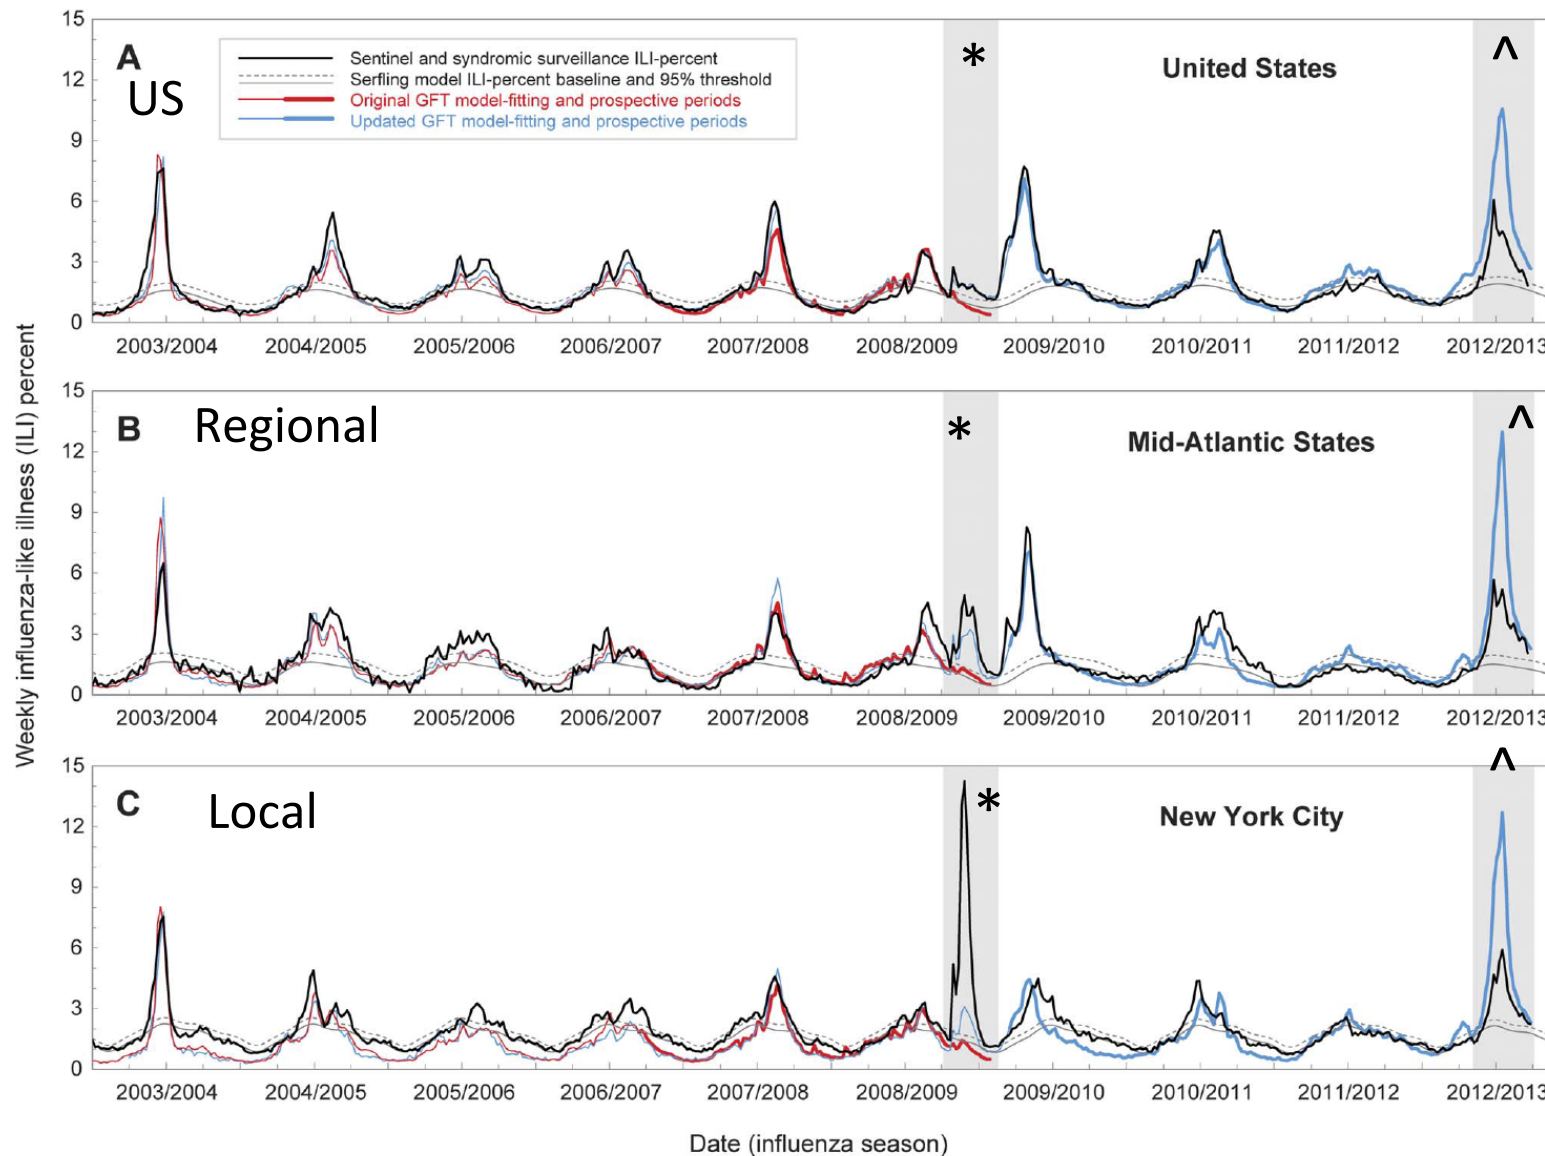 Weekly influenza-like illness (ILI) percent
15
A
US
Sentinel and syndromic surveillance ILI-percent
Serfling model ILI-percent baseline and 95% threshold
Original GFT model-fitting and prospective periods
Updated GFT model-fitting and prospective periods
*
United States
^
12
9
6
3
0
2003/2004 2004/2005 2005/2006 2006/2007 2007/2008 2008/2009 2009/2010 2010/2011 2011/2012 2012/2013
15
B
Regional
*
Mid-Atlantic States
^
12
9
6
3
0
2003/2004 2004/2005 2005/2006 2006/2007 2007/2008 2008/2009 2009/2010 2010/2011 2011/2012 2012/2013
15
C
Local
*
New York City
^
12
9
6
3
0
2003/2004 2004/2005 2005/2006 2006/2007 2007/2008 2008/2009 2009/2010 2010/2011 2011/2012 2012/2013
Date (influenza season)